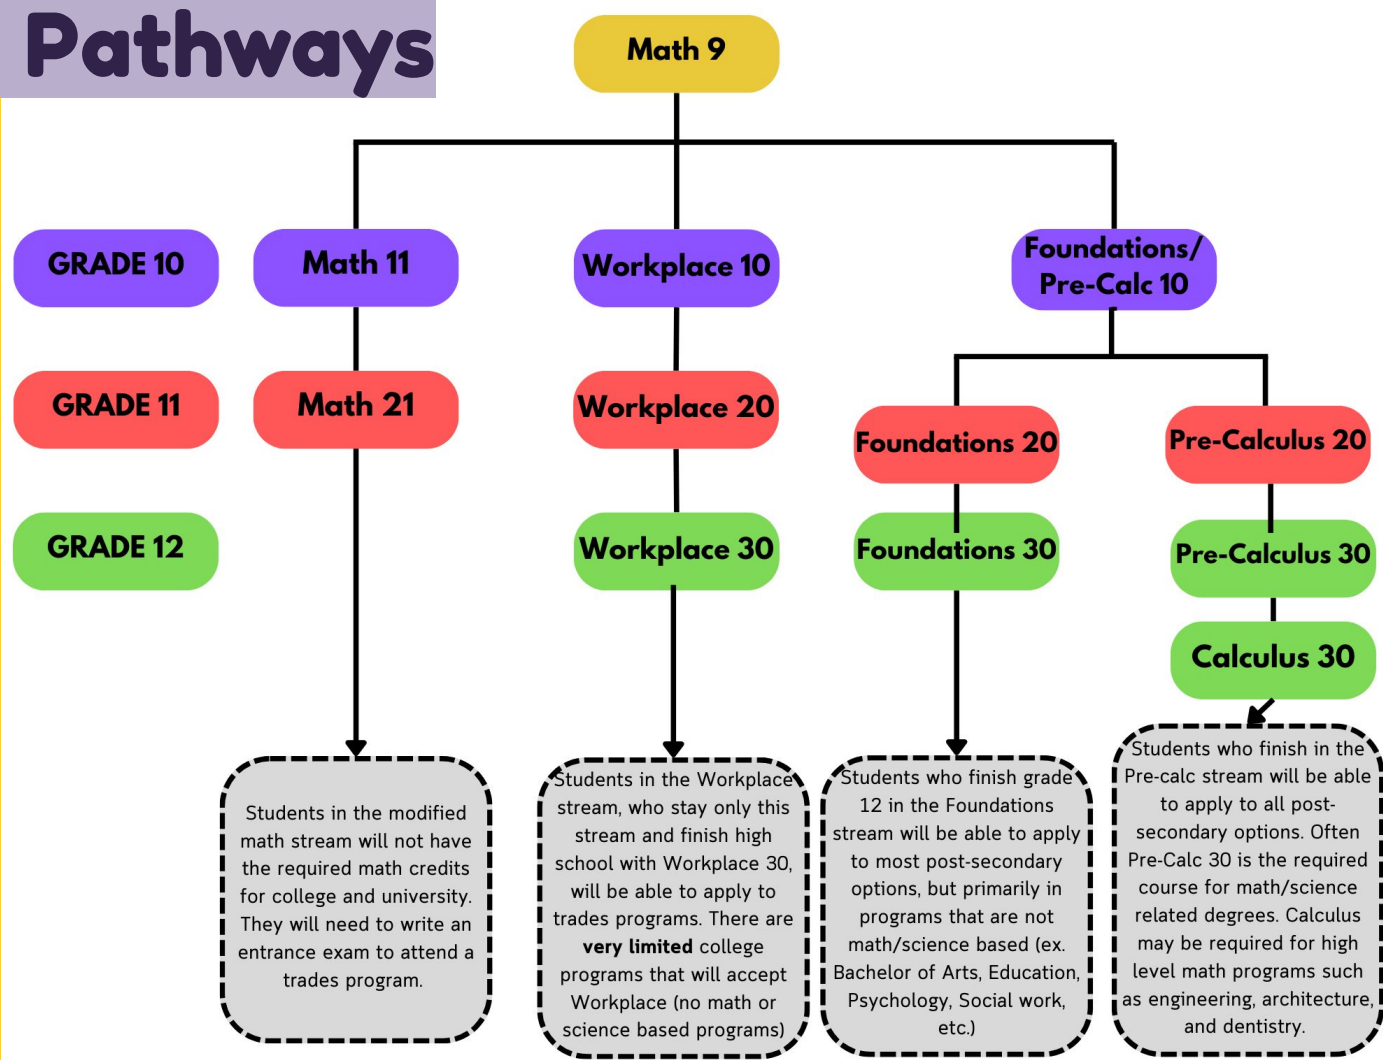 Pathways
Math 9
GRADE 10
Math 11
Workplace 10
Foundations/
Pre-Calc 10
GRADE 11
Math 21
Workplace 20
Foundations 20
Pre-Calculus 20
GRADE 12
Workplace 30
Foundations 30
Pre-Calculus 30
Calculus 30
Students in the modified
math stream will not have
the required math credits
for college and university.
They will need to write an
entrance exam to attend a
trades program.
Students in the Workplace
stream, who stay only this
stream and finish high
school with Workplace 30,
will be able to apply to
trades programs. There are
very limited college
programs that will accept
Workplace (no math or
science based programs)
Students who finish grade
12 in the Foundations
stream will be able to apply
to most post-secondary
options, but primarily in
programs that are not
math/science based (ex.
Bachelor of Arts, Education,
Psychology, Social work,
etc.)
Students who finish in the
Pre-calc stream will be able
to apply to all post-
secondary options. Often
Pre-Calc 30 is the required
course for math/science
related degrees. Calculus
may be required for high
level math programs such
as engineering, architecture,
and dentistry.